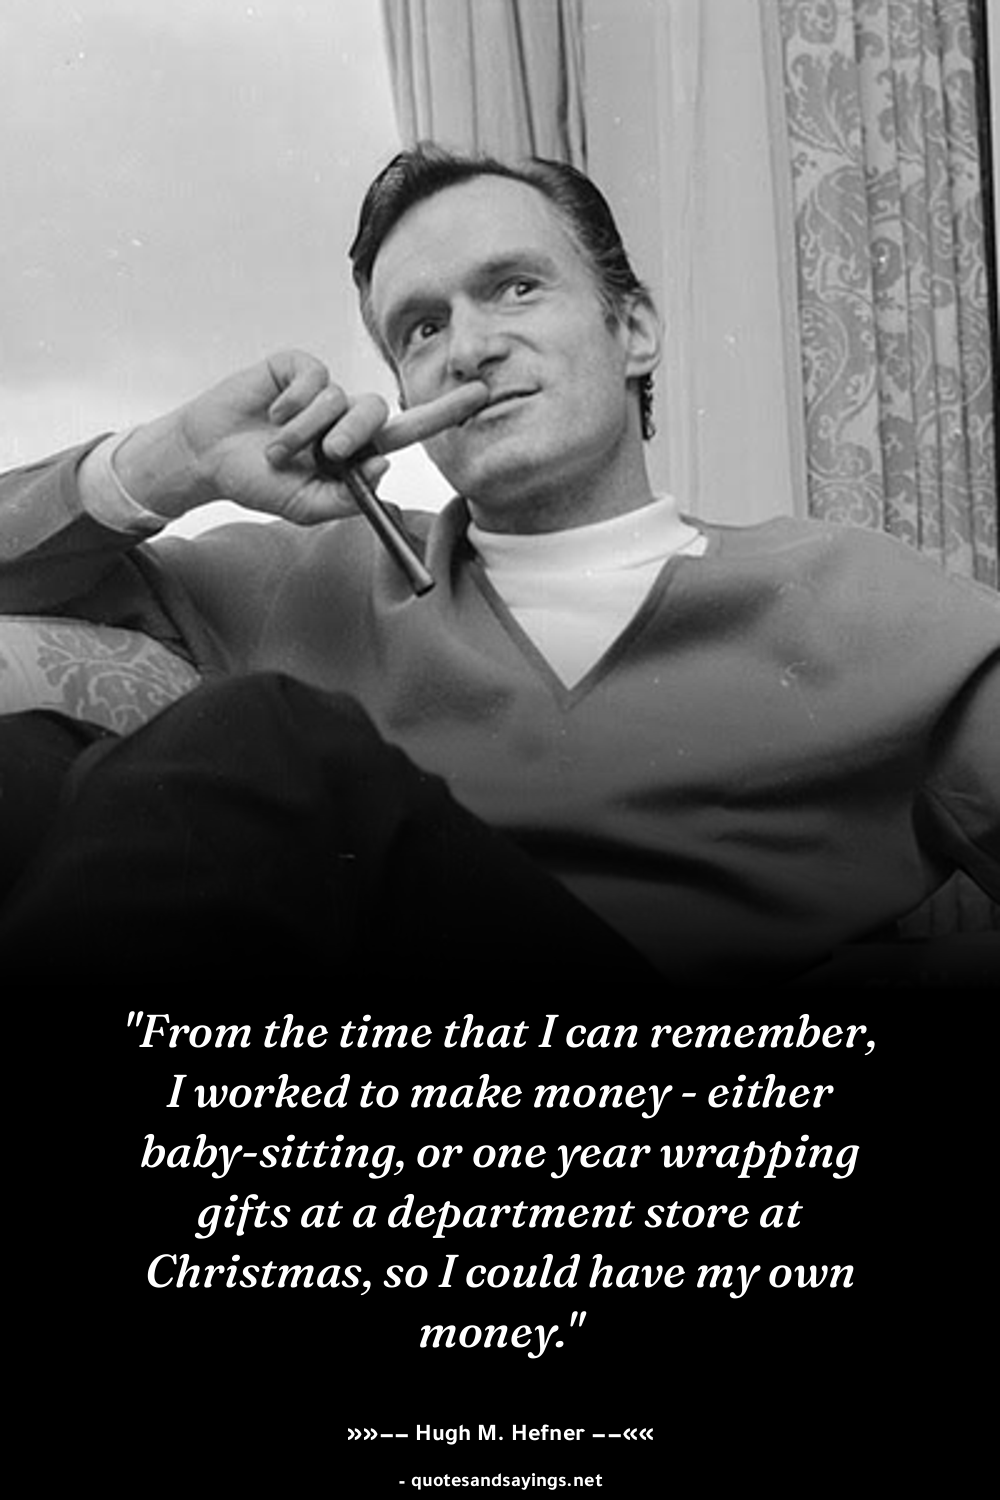 "From the time that I can remember,
I worked to make money - either
baby-sitting, or one year wrapping
gifts at a department store at
Christmas, so I could have my own
money."
»»–– Hugh M. Hefner ––««
- quotesandsayings.net